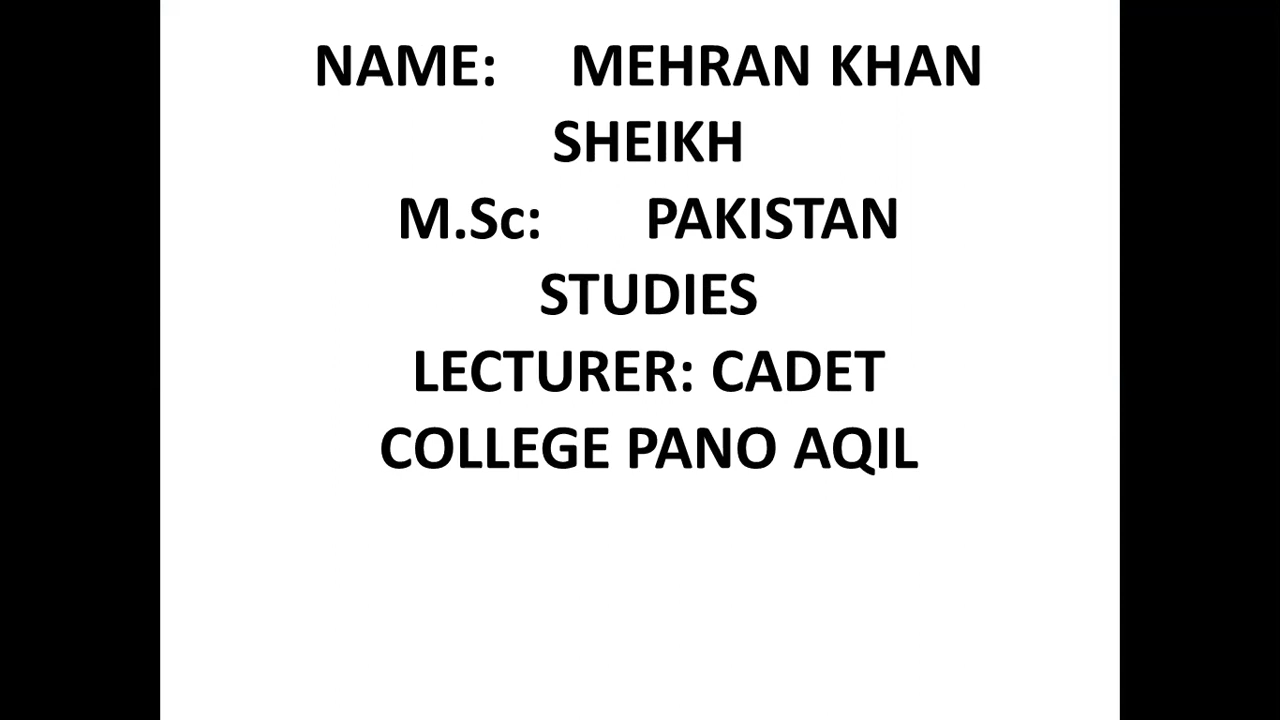 NAME: MEHRAN KHAN
SHEIKH
M.Sc: PAKISTAN
STUDIES
LECTURER: CADET
COLLEGE PANO AQIL